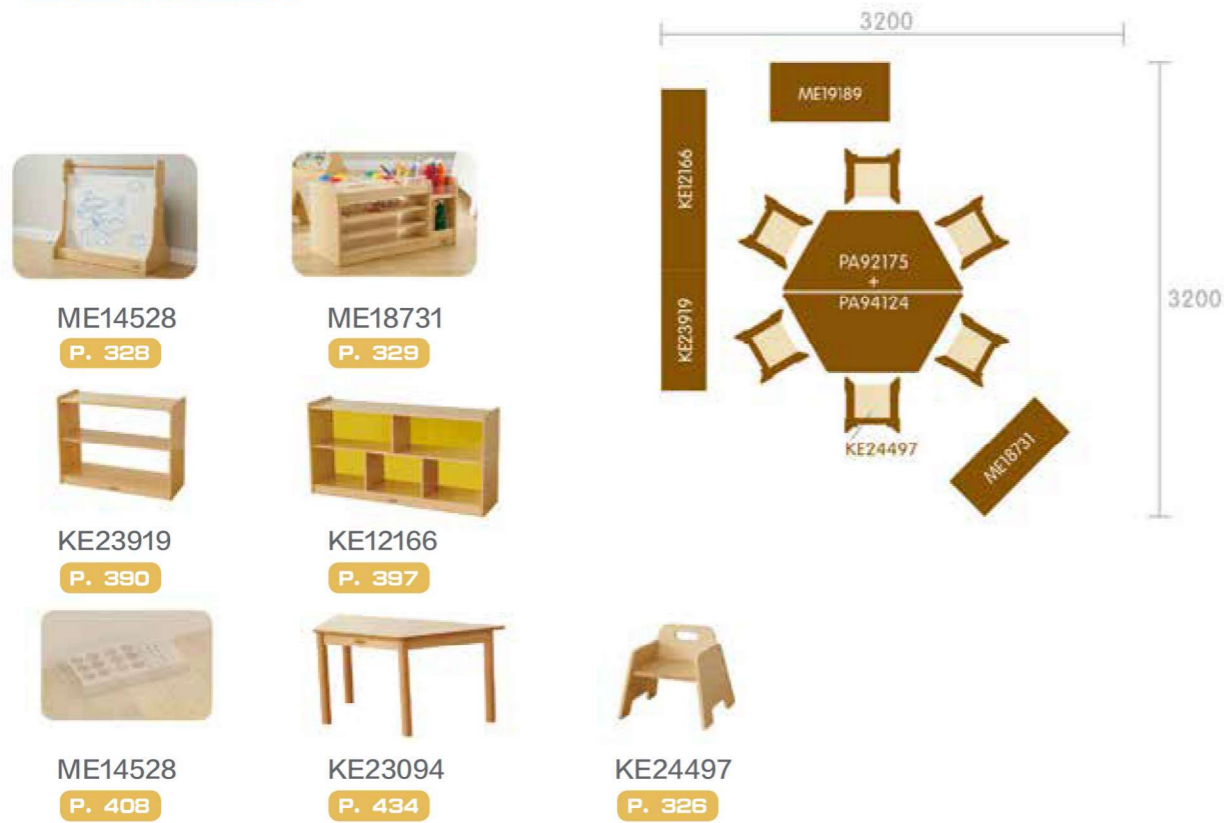 3200
ME19189
KE12166
KE23919
PA92175
+
PA94124
3200
KE24497
ME18731
ME14528
P. 328
ME18731
P. 329
KE23919
P. 390
KE12166
P. 397
ME14528
P. 408
KE23094
P. 434
KE24497
P. 326